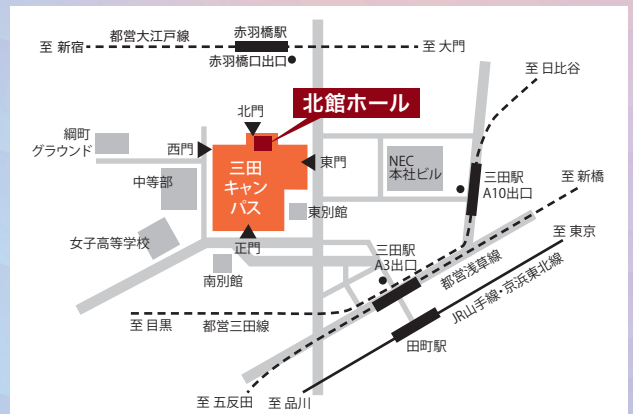 赤羽橋駅
都営大江戸線
至 新宿
至 大門
赤羽橋口出口
至 日比谷
北門
北館ホール
綱町
グラウンド
西門
東門
三田
キャン
パス
NEC
本社ビル
三田駅
A10出口
至 新橋
中等部
東別館
女子高等学校
正門
三田駅
A3出口
至 東京
南別館
都営浅草線
JR山手線・京浜東北線
至 目黒
都営三田線
田町駅
至 五反田
至 品川